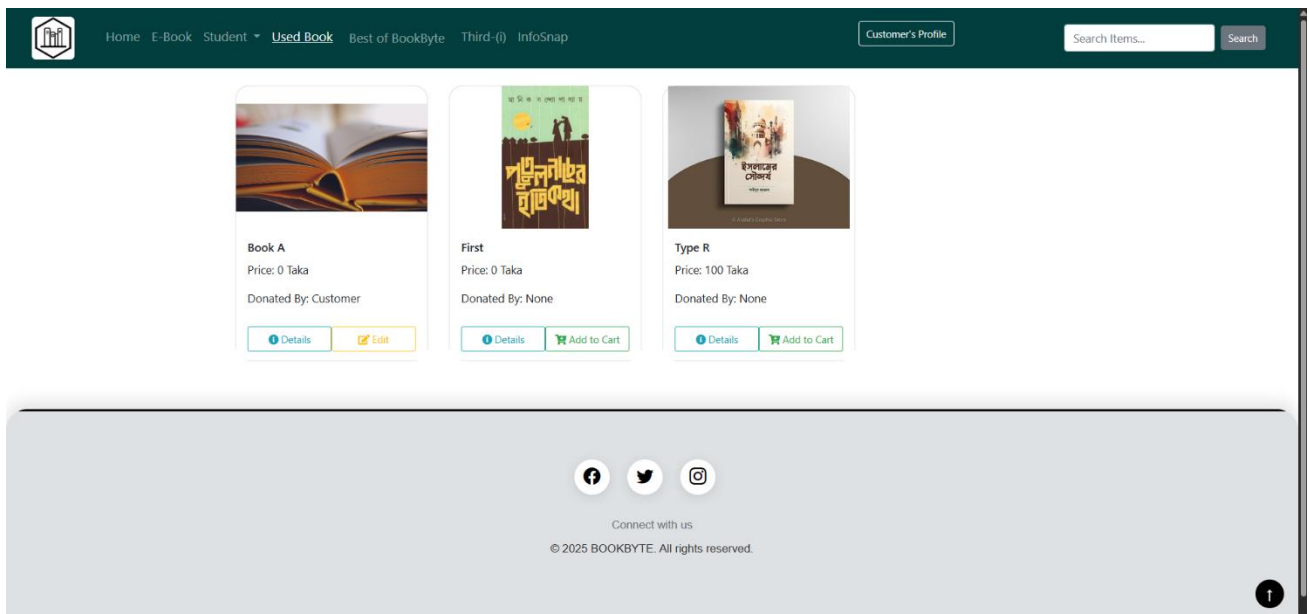 Home E-Book Student Used Book Best of BookByte Third-(i) InfoSnap Customer's Profile Search Items... Search
পুতুলনাচের
ইতিকথা
ইসলামের
সৌন্দর্য
Book A
Price: 0 Taka
Donated By: Customer
Details Edit
First
Price: 0 Taka
Donated By: None
Details Add to Cart
Type R
Price: 100 Taka
Donated By: None
Details Add to Cart
Connect with us
© 2025 BOOKBYTE. All rights reserved.